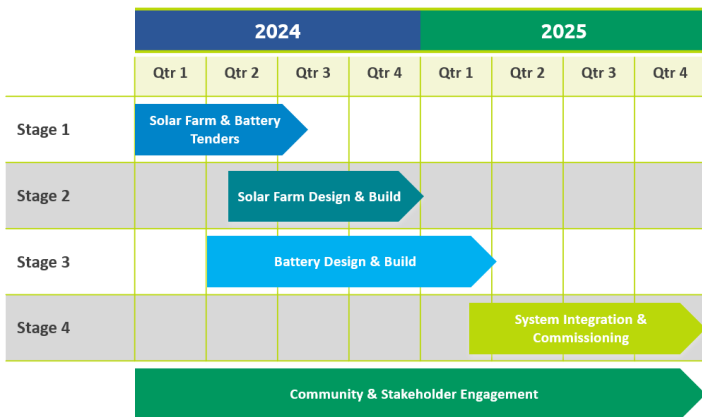 2024 2025
Qtr 1 Qtr 2 Qtr 3 Qtr 4 Qtr 1 Qtr 2 Qtr 3 Qtr 4
Stage 1
Solar Farm & Battery
Tenders
Stage 2
Solar Farm Design & Build
Stage 3
Battery Design & Build
Stage 4
System Integration &
Commissioning
Community & Stakeholder Engagement